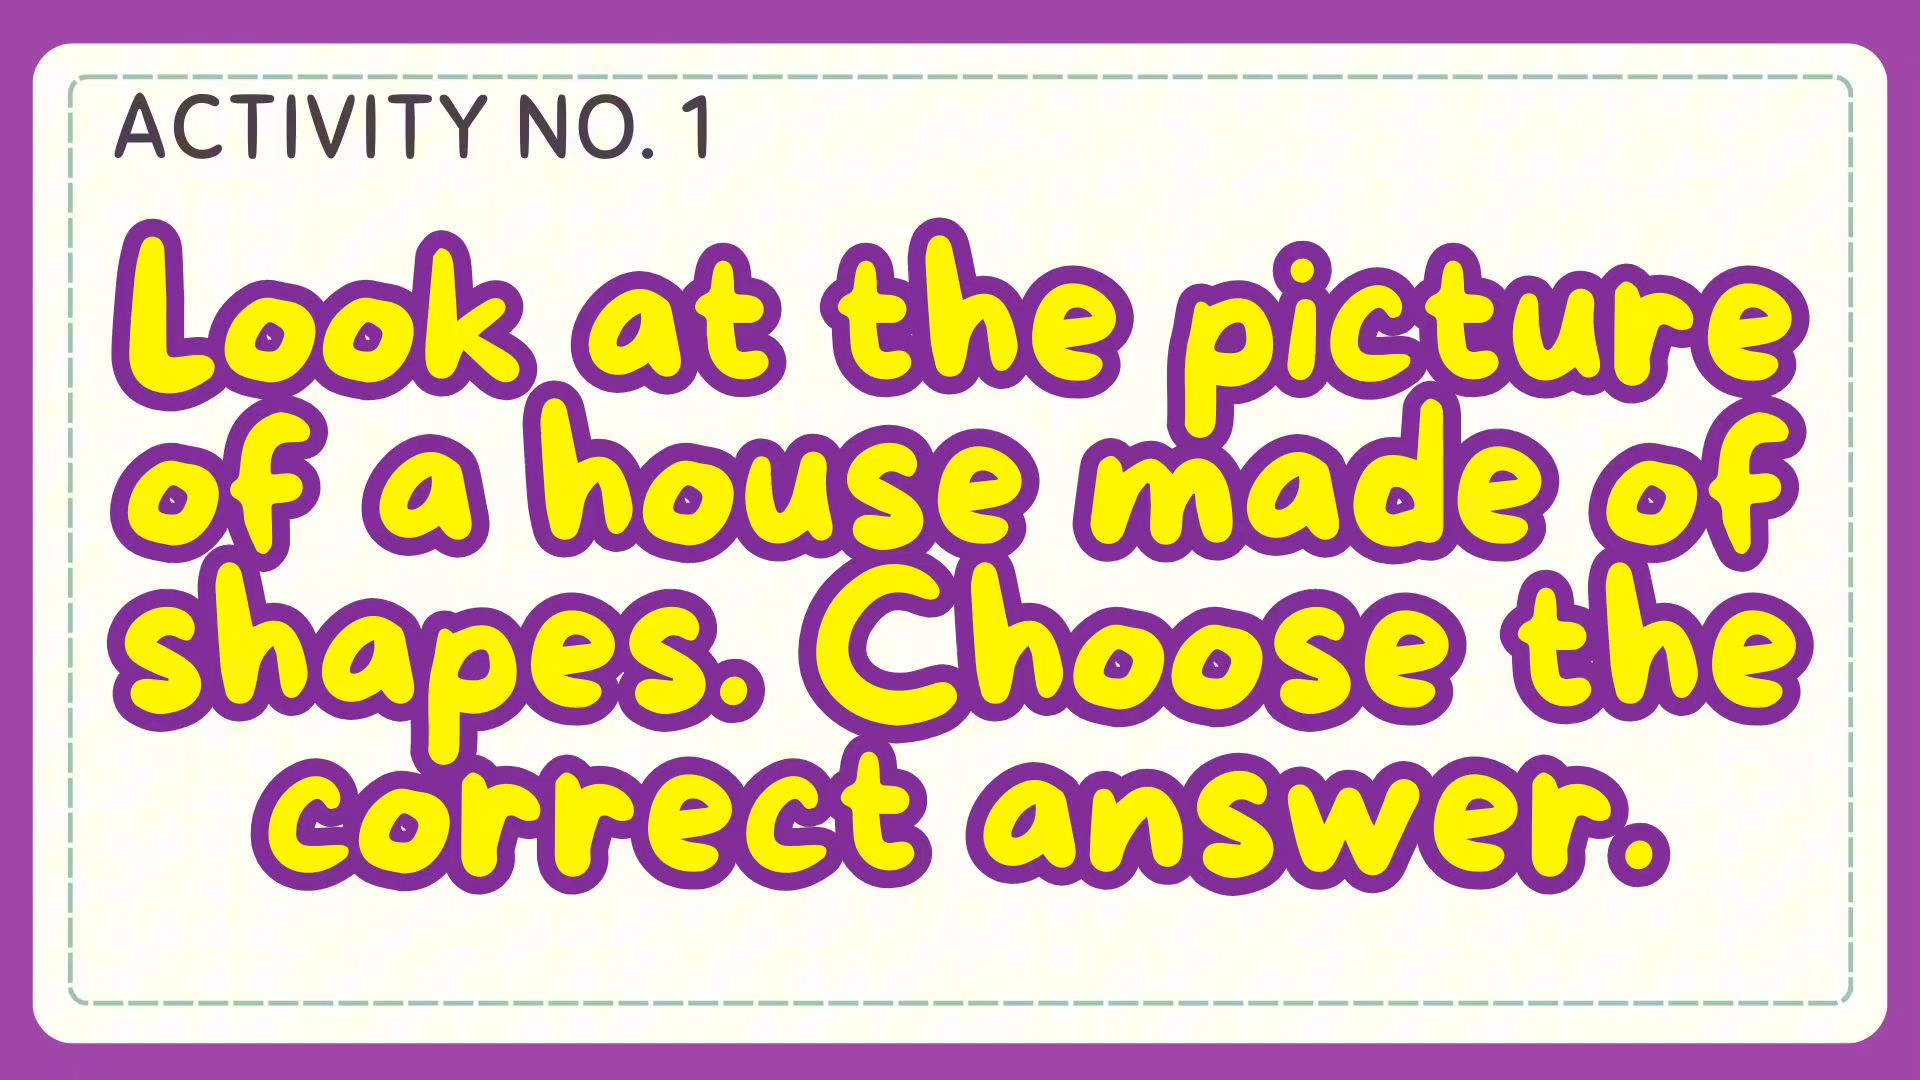 ACTIVITY NO. 1
Look at the picture
of a house made of
shapes. Choose the
correct answer.